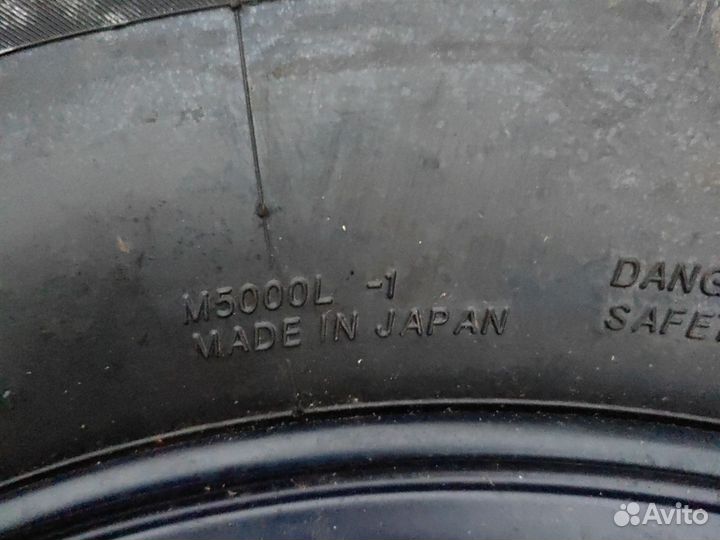 M5000L -1
MADE IN JAPAN
DANG
SAFE
Avito